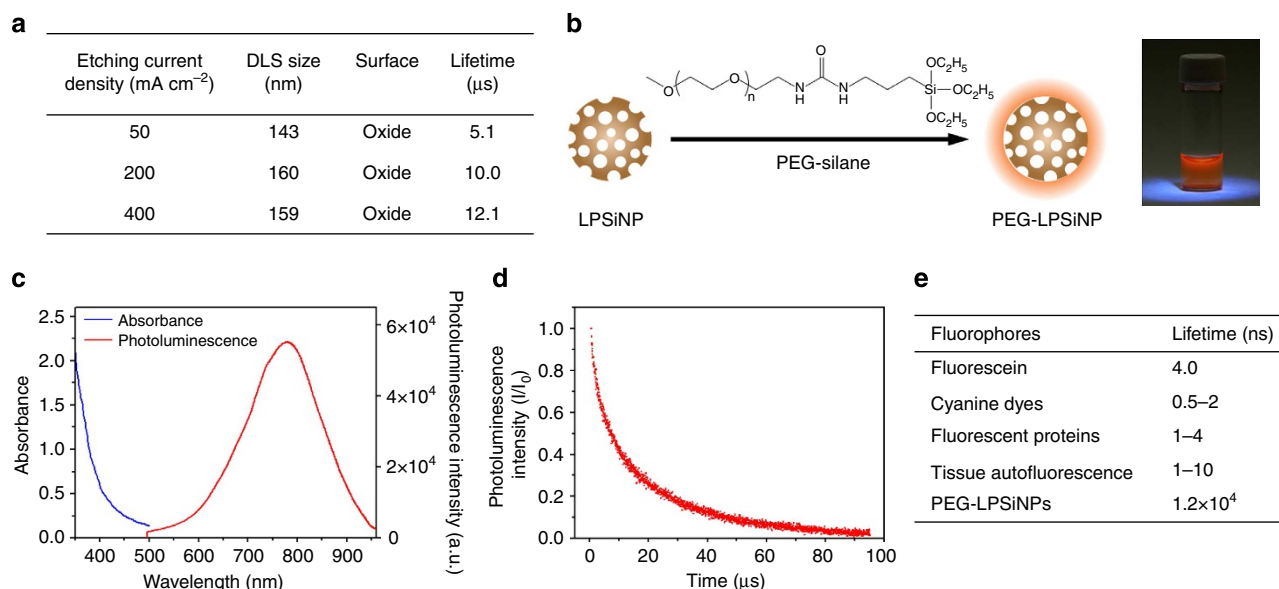 a
Etching current density (mA cm⁻²) DLS size (nm) Surface Lifetime (μs)
50 143 Oxide 5.1
200 160 Oxide 10.0
400 159 Oxide 12.1
b
O
O
O
n
N
H
N
H
Si
OC₂H₅
OC₂H₅
OC₂H₅
PEG-silane
LPSiNP
PEG-LPSiNP
c
Absorbance
Photoluminescence
2.5
2.0
1.5
1.0
0.5
0.0
Absorbance
6×10⁴
4×10⁴
2×10⁴
0
Photoluminescence intensity (a.u.)
400 500 600 700 800 900
Wavelength (nm)
d
1.0
0.8
0.6
0.4
0.2
0.0
Photoluminescence
intensity (I/I₀)
0 20 40 60 80 100
Time (μs)
e
Fluorophores Lifetime (ns)
Fluorescein 4.0
Cyanine dyes 0.5–2
Fluorescent proteins 1–4
Tissue autofluorescence 1–10
PEG-LPSiNPs 1.2×10⁴